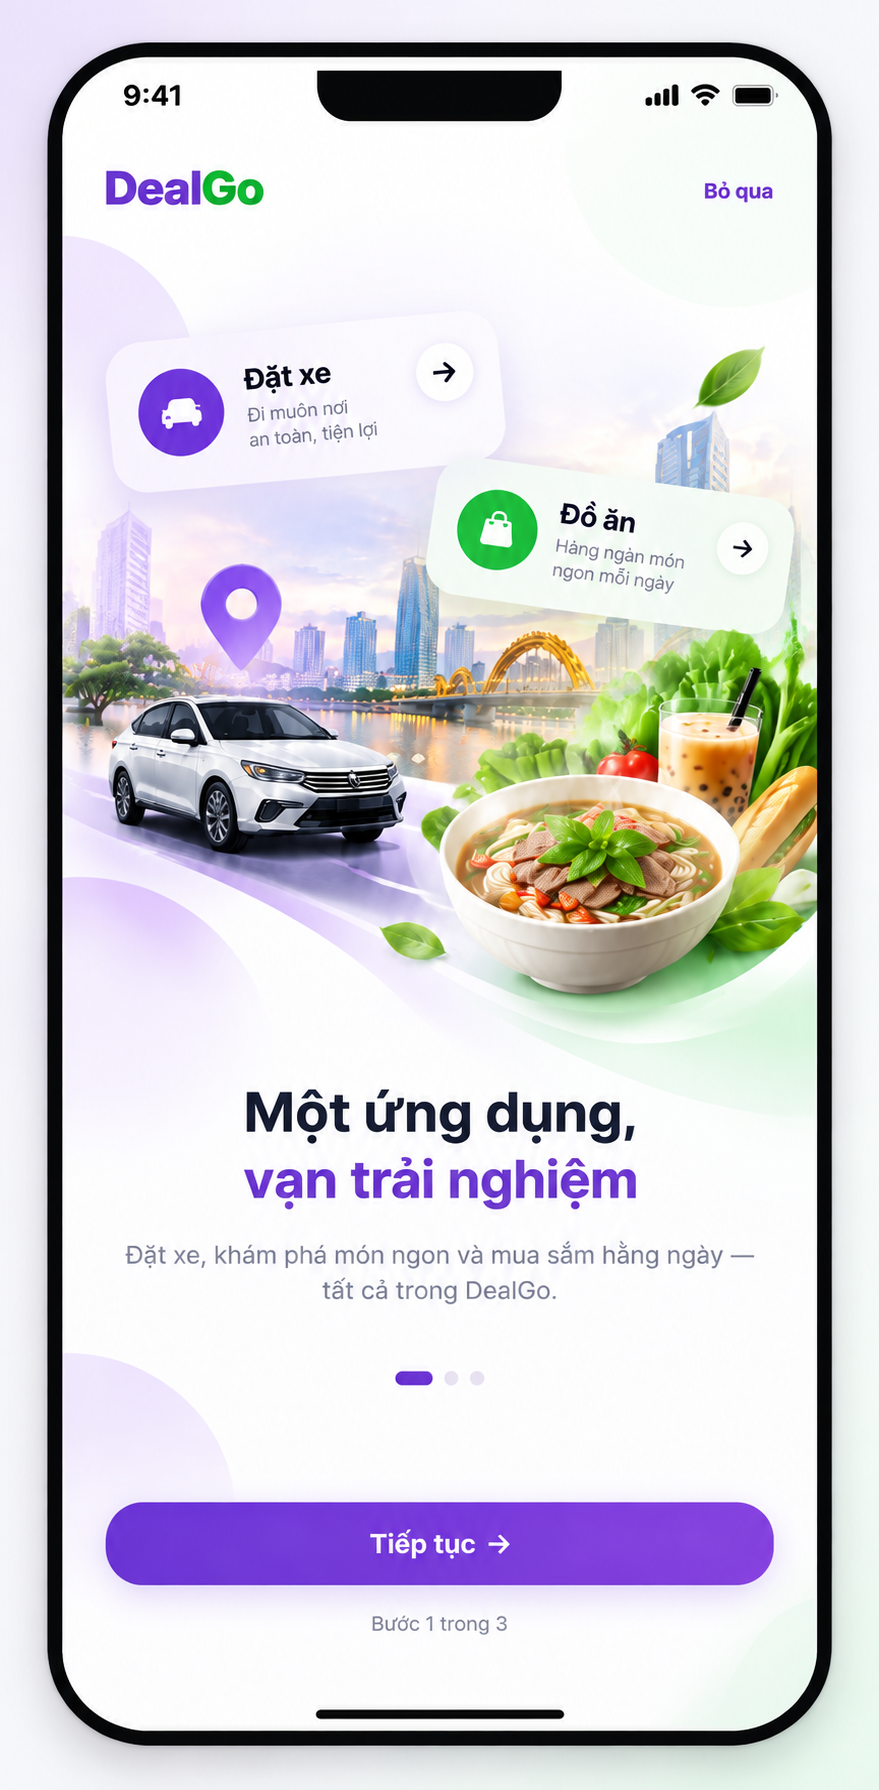 9:41
DealGo
Bỏ qua
Đặt xe
Đi muôn nơi
an toàn, tiện lợi
Đồ ăn
Hàng ngàn món
ngon mỗi ngày
Một ứng dụng,
vạn trải nghiệm
Đặt xe, khám phá món ngon và mua sắm hằng ngày —
tất cả trong DealGo.
Tiếp tục →
Bước 1 trong 3